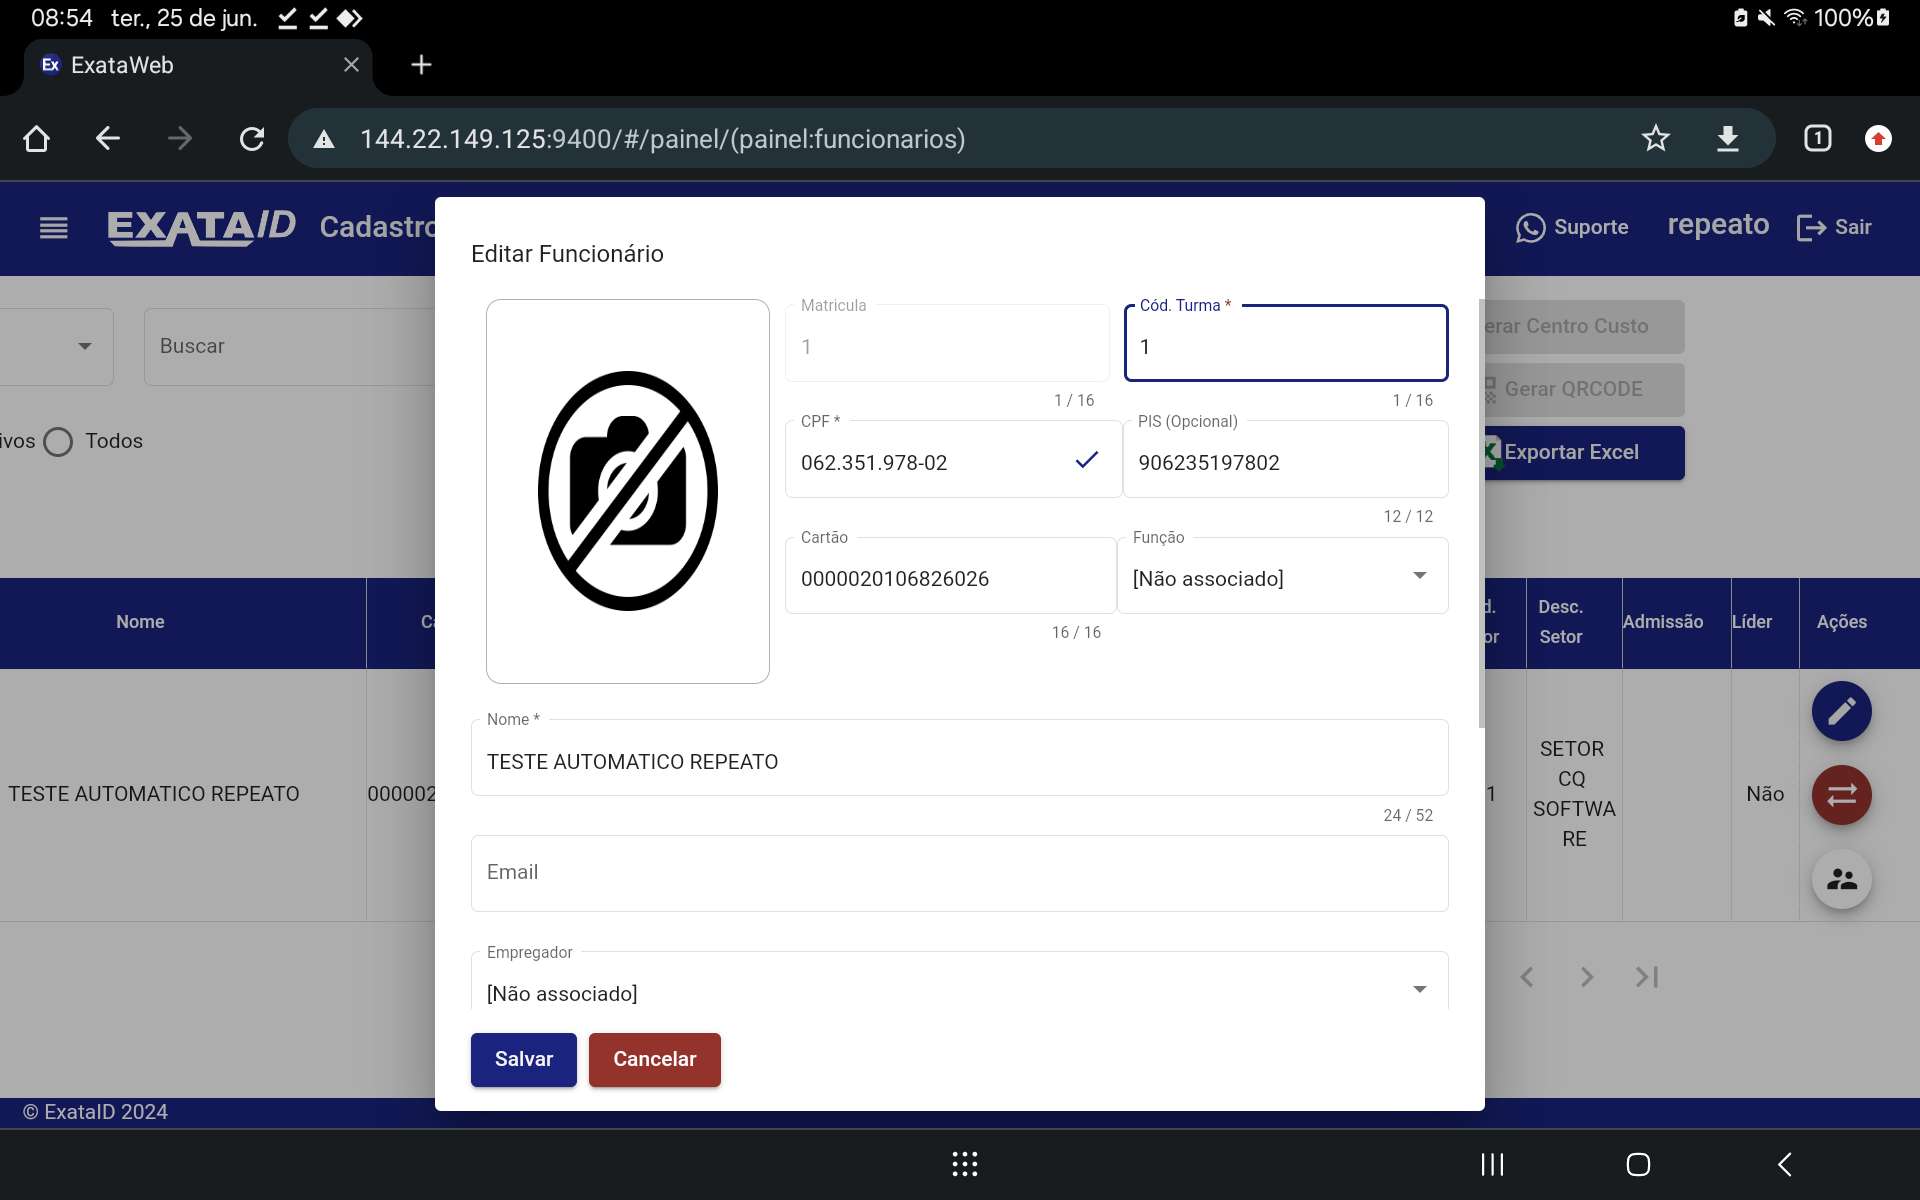 08:54 ter., 25 de jun.
100%
Ex ExataWeb
144.22.149.125:9400/#/painel/(painel:funcionarios)
1
EXATAID Cadastro
Suporte repeato Sair
Editar Funcionário
Matricula
1
1 / 16
Cód. Turma *
1
1 / 16
Buscar
erar Centro Custo
Gerar QRCODE
Exportar Excel
ivos Todos
CPF *
062.351.978-02
PIS (Opcional)
906235197802
12 / 12
Cartão
0000020106826026
16 / 16
Função
[Não associado]
Nome
Ca
d.
or
Desc.
Setor
Admissão
Líder
Ações
Nome *
TESTE AUTOMATICO REPEATO
24 / 52
TESTE AUTOMATICO REPEATO
000002
1
SETOR
CQ
SOFTWA
RE
Não
Email
Empregador
[Não associado]
Salvar
Cancelar
© ExataID 2024